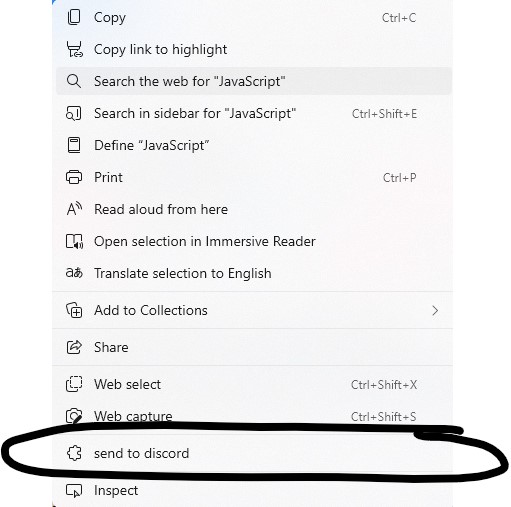 Copy Ctrl+C
Copy link to highlight
Search the web for "JavaScript"
Search in sidebar for "JavaScript" Ctrl+Shift+E
Define “JavaScript”
Print Ctrl+P
Read aloud from here
Open selection in Immersive Reader
Translate selection to English
Add to Collections
Share
Web select Ctrl+Shift+X
Web capture Ctrl+Shift+S
send to discord
Inspect